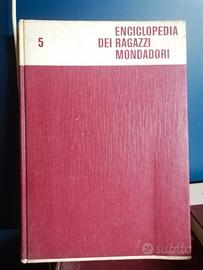 5
ENCICLOPEDIA
DEI RAGAZZI
MONDADORI
subito